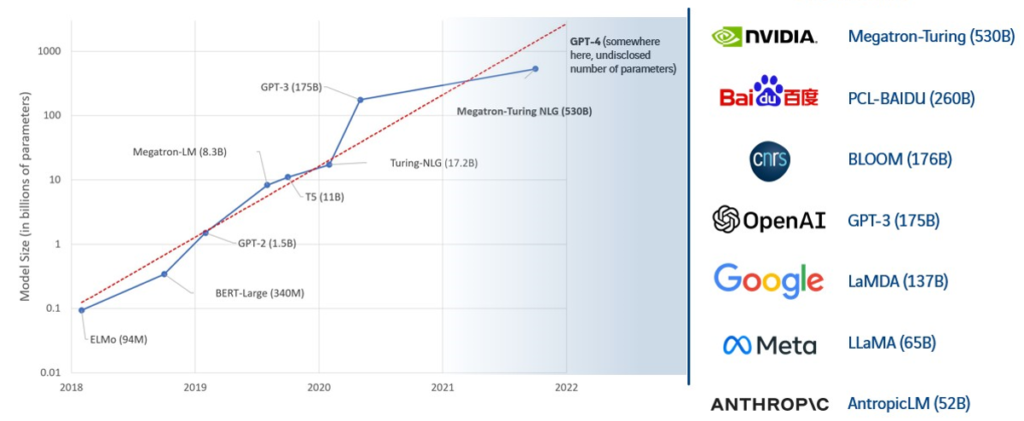 Model Size (in billions of parameters)
1000
100
10
1
0.1
0.01
2018
2019
2020
2021
2022
ELMo (94M)
BERT-Large (340M)
GPT-2 (1.5B)
Megatron-LM (8.3B)
T5 (11B)
Turing-NLG (17.2B)
GPT-3 (175B)
Megatron-Turing NLG (530B)
GPT-4 (somewhere
here, undisclosed
number of parameters)
NVIDIA.
Megatron-Turing (530B)
Bai du 百度
PCL-BAIDU (260B)
cnrs
BLOOM (176B)
OpenAI
GPT-3 (175B)
Google
LaMDA (137B)
Meta
LLaMA (65B)
ANTHROP\C
AntropicLM (52B)